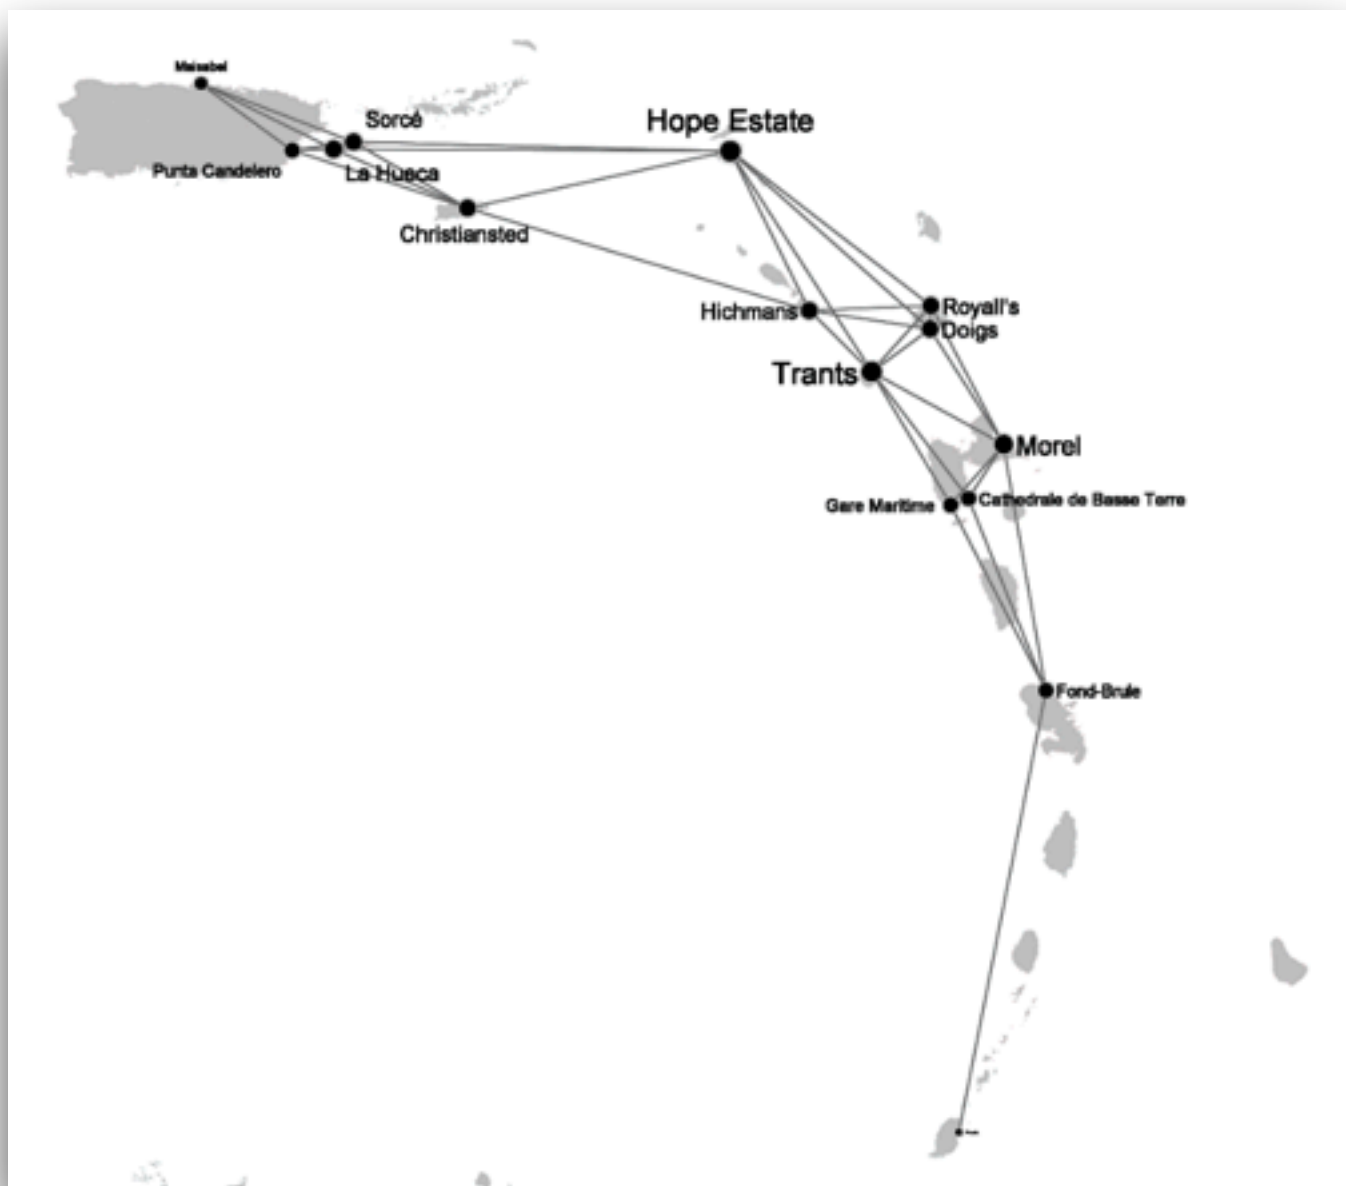 Maisabel
Sorcé
Hope Estate
Punta Candelero
La Hueca
Christiansted
Hichmans
Royall's
Doigs
Trants
Morel
Gare Maritime
Cathedrale de Basse Terre
Fond-Brule